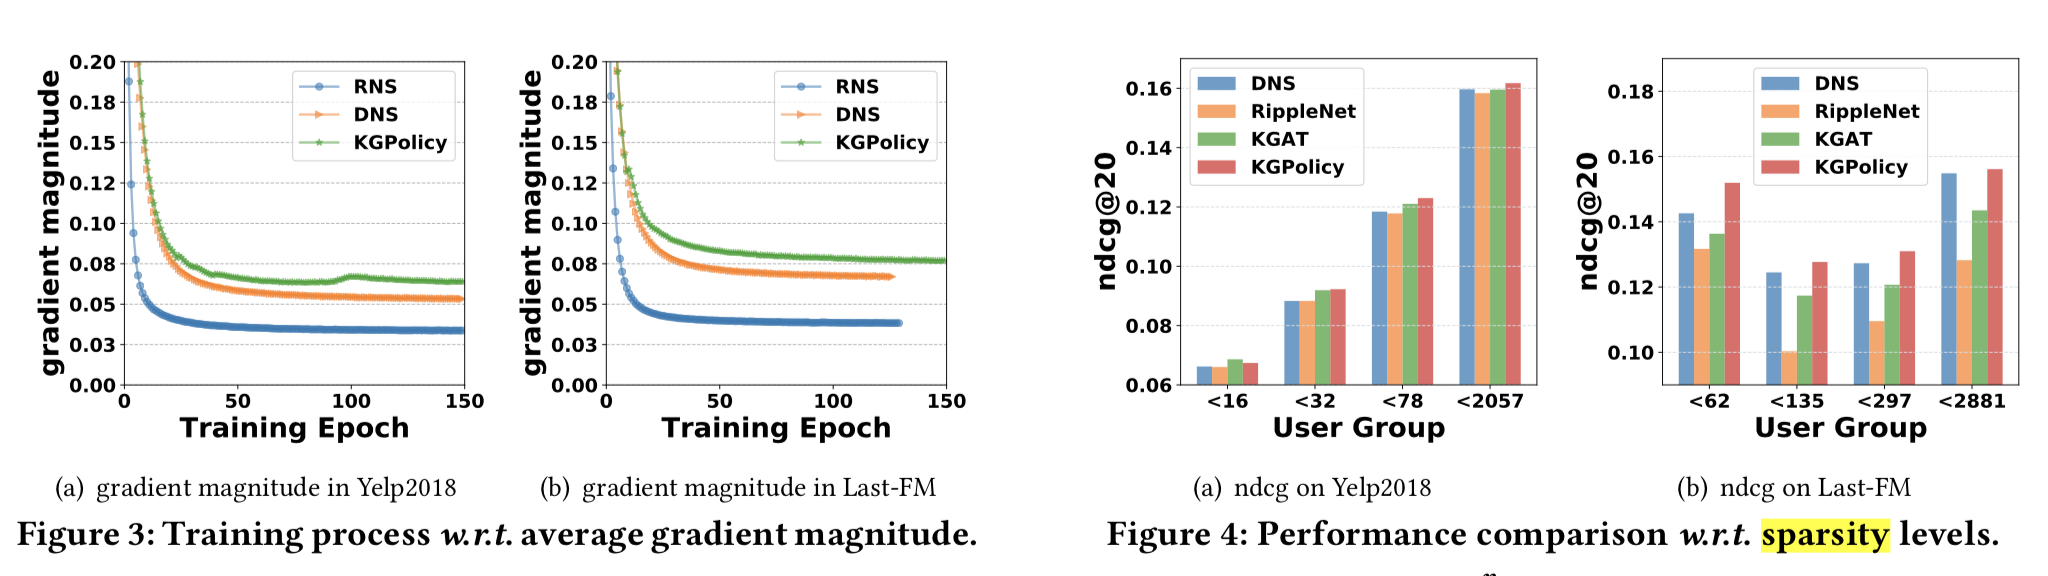 gradient magnitude
0.20
0.18
0.15
0.12
0.10
0.08
0.05
0.03
0.00
RNS
DNS
KGPolicy
0 50 100 150
Training Epoch
(a) gradient magnitude in Yelp2018
gradient magnitude
0.20
0.18
0.15
0.12
0.10
0.08
0.05
0.03
0.00
RNS
DNS
KGPolicy
0 50 100 150
Training Epoch
(b) gradient magnitude in Last-FM
Figure 3: Training process w.r.t. average gradient magnitude.
ndcg@20
0.16
0.14
0.12
0.10
0.08
0.06
DNS
RippleNet
KGAT
KGPolicy
<16 <32 <78 <2057
User Group
(a) ndcg on Yelp2018
ndcg@20
0.18
0.16
0.14
0.12
0.10
DNS
RippleNet
KGAT
KGPolicy
<62 <135 <297 <2881
User Group
(b) ndcg on Last-FM
Figure 4: Performance comparison w.r.t. sparsity levels.